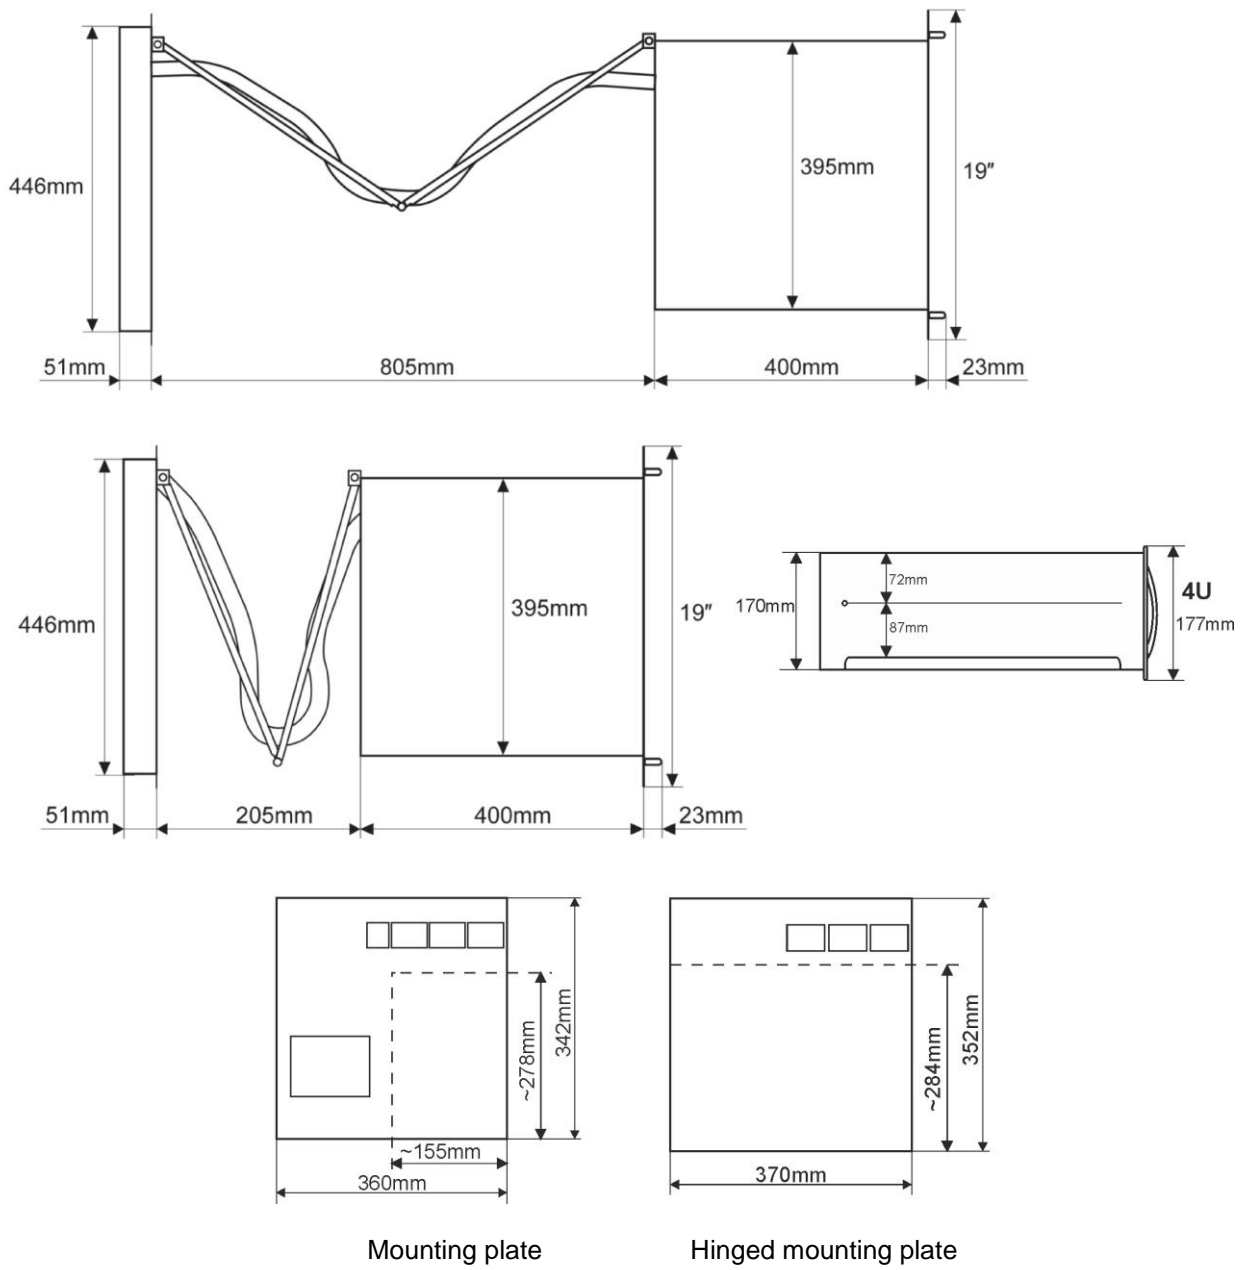 446mm
395mm
19″
51mm
805mm
400mm
23mm
446mm
395mm
19″
51mm
205mm
400mm
23mm
170mm
72mm
87mm
4U
177mm
~278mm
342mm
~155mm
360mm
~284mm
352mm
370mm
Mounting plate
Hinged mounting plate